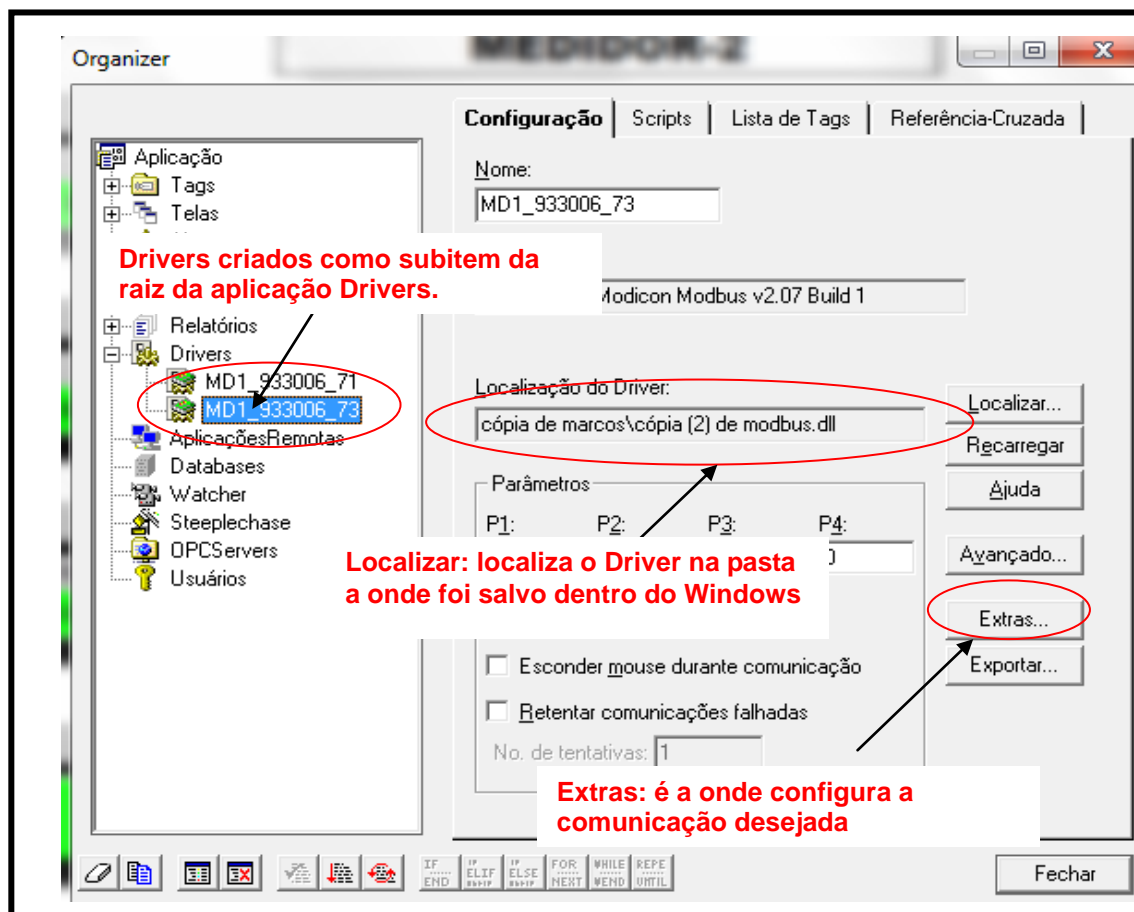 MEDIDOR-2
Organizer
Configuração Scripts Lista de Tags Referência-Cruzada
Aplicação
Tags
Telas
Drivers criados como subitem da
raiz da aplicação Drivers.
Relatórios
Drivers
MD1_933006_71
MD1_933006_73
AplicaçõesRemotas
Databases
Watcher
Steeplechase
OPCServers
Usuários
Nome:
MD1_933006_73
Modicon Modbus v2.07 Build 1
Localização do Driver:
cópia de marcos\cópia (2) de modbus.dll
Localizar...
Recarregar
Ajuda
Parâmetros
P1: P2: P3: P4:
Localizar: localiza o Driver na pasta
a onde foi salvo dentro do Windows
Avançado...
Extras...
Exportar...
Esconder mouse durante comunicação
Retentar comunicações falhadas
No. de tentativas: 1
Extras: é a onde configura a
comunicação desejada
IF END
IF ELIF
IF ELSE
FOR NEXT
WHILE WEND
REPE UNTIL
Fechar